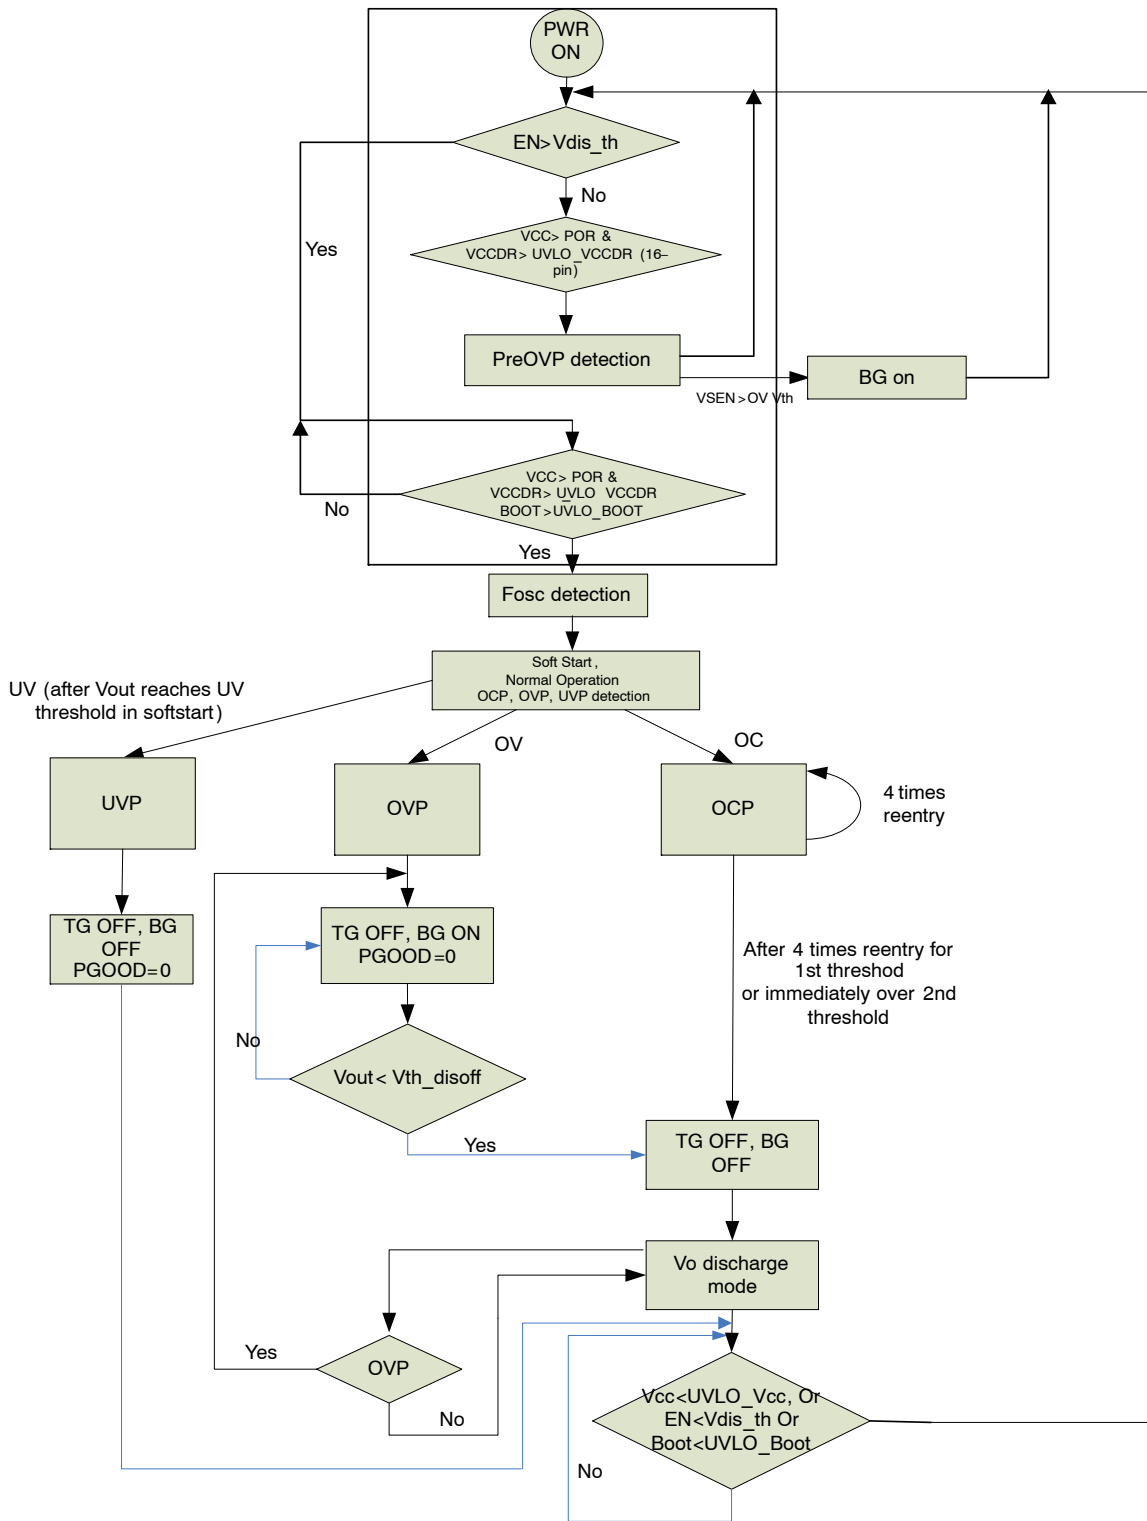 PWR
ON
EN>Vdis_th
No
Yes
VCC> POR &
VCCDR> UVLO_VCCDR (16–
pin)
PreOVP detection
BG on
VSEN>OV Vth
VCC> POR &
VCCDR> UVLO VCCDR
BOOT>UVLO_BOOT
No
Yes
Fosc detection
Soft Start,
Normal Operation
OCP, OVP, UVP detection
UV (after Vout reaches UV
threshold in softstart)
OV
OC
UVP
OVP
OCP
4 times
reentry
TG OFF, BG
OFF
PGOOD=0
TG OFF, BG ON
PGOOD=0
After 4 times reentry for
1st threshod
or immediately over 2nd
threshold
No
Vout< Vth_disoff
Yes
TG OFF, BG
OFF
Vo discharge
mode
Yes
OVP
No
Vcc<UVLO_Vcc, Or
EN<Vdis_th Or
Boot<UVLO_Boot
No